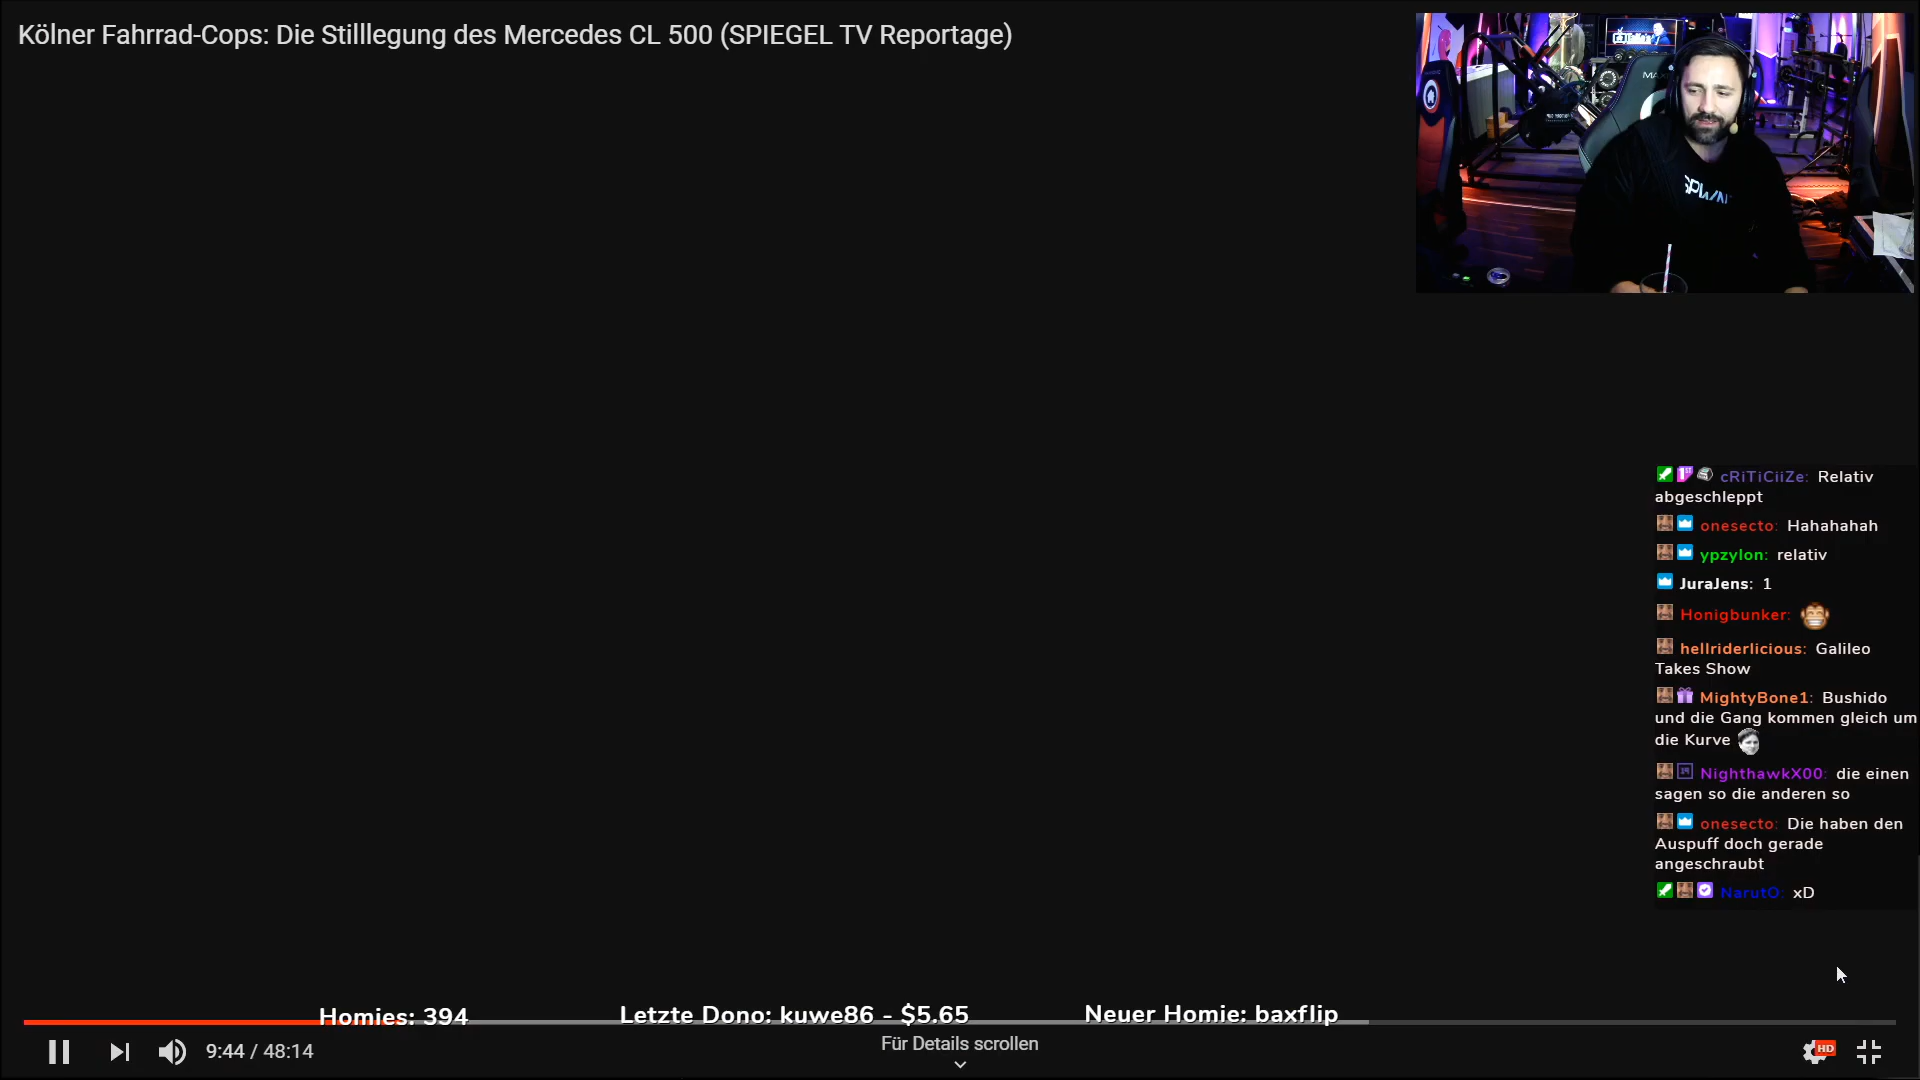 Kölner Fahrrad-Cops: Die Stilllegung des Mercedes CL 500 (SPIEGEL TV Reportage)
SPWN
cRiTiCiiZe: Relativ
abgeschleppt
onesecto: Hahahahah
ypzylon: relativ
JuraJens: 1
Honigbunker:
hellriderlicious: Galileo
Takes Show
MightyBone1: Bushido
und die Gang kommen gleich um
die Kurve
NighthawkX00: die einen
sagen so die anderen so
onesecto: Die haben den
Auspuff doch gerade
angeschraubt
NarutO: xD
Homies: 394
Letzte Dono: kuwe86 - $5.65
Neuer Homie: baxflip
9:44 / 48:14
Für Details scrollen
HD